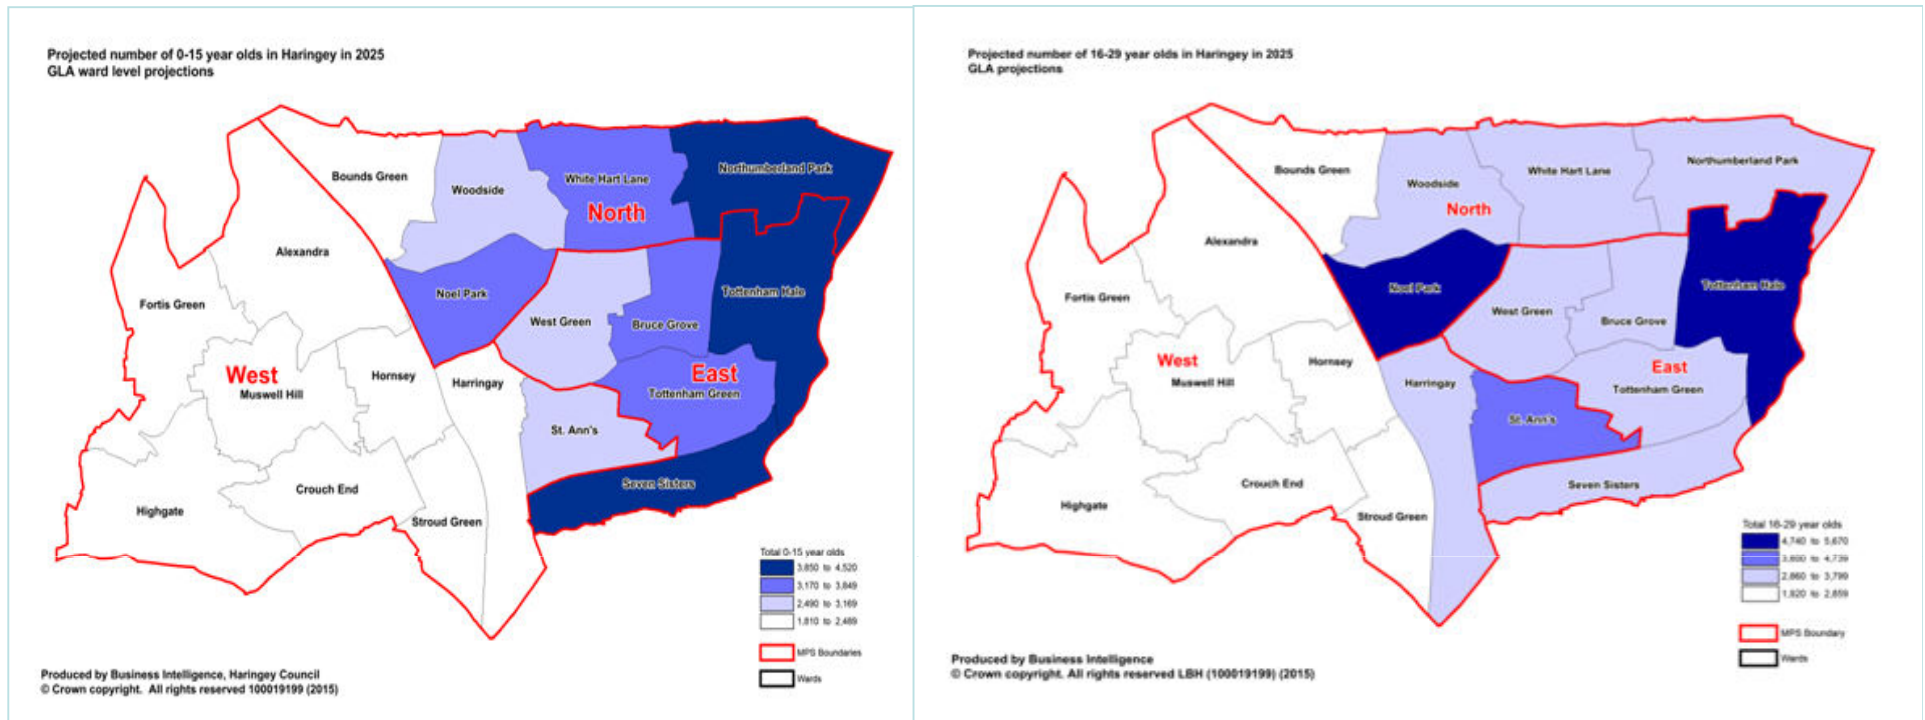 Projected number of 0-15 year olds in Haringey in 2025
GLA ward level projections
Bounds Green
Woodside
White Hart Lane
Northumberland Park
North
Alexandra
Noel Park
Tottenham Hale
Fortis Green
West Green
Bruce Grove
West
Muswell Hill
Hornsey
Harringay
East
Tottenham Green
St. Ann's
Seven Sisters
Crouch End
Highgate
Stroud Green
Total 0-15 year olds
3,850 to 4,520
3,170 to 3,849
2,490 to 3,169
1,810 to 2,489
MPS Boundaries
Wards
Produced by Business Intelligence, Haringey Council
© Crown copyright. All rights reserved 100019199 (2015)
Projected number of 16-29 year olds in Haringey in 2025
GLA projections
Bounds Green
Woodside
White Hart Lane
Northumberland Park
North
Alexandra
Noel Park
Tottenham Hale
Fortis Green
West Green
Bruce Grove
West
Muswell Hill
Hornsey
Harringay
East
Tottenham Green
St. Ann's
Seven Sisters
Crouch End
Highgate
Stroud Green
Total 16-29 year olds
4,740 to 5,670
3,800 to 4,739
2,860 to 3,799
1,920 to 2,859
MPS Boundary
Wards
Produced by Business Intelligence
© Crown copyright. All rights reserved LBH (100019199) (2015)